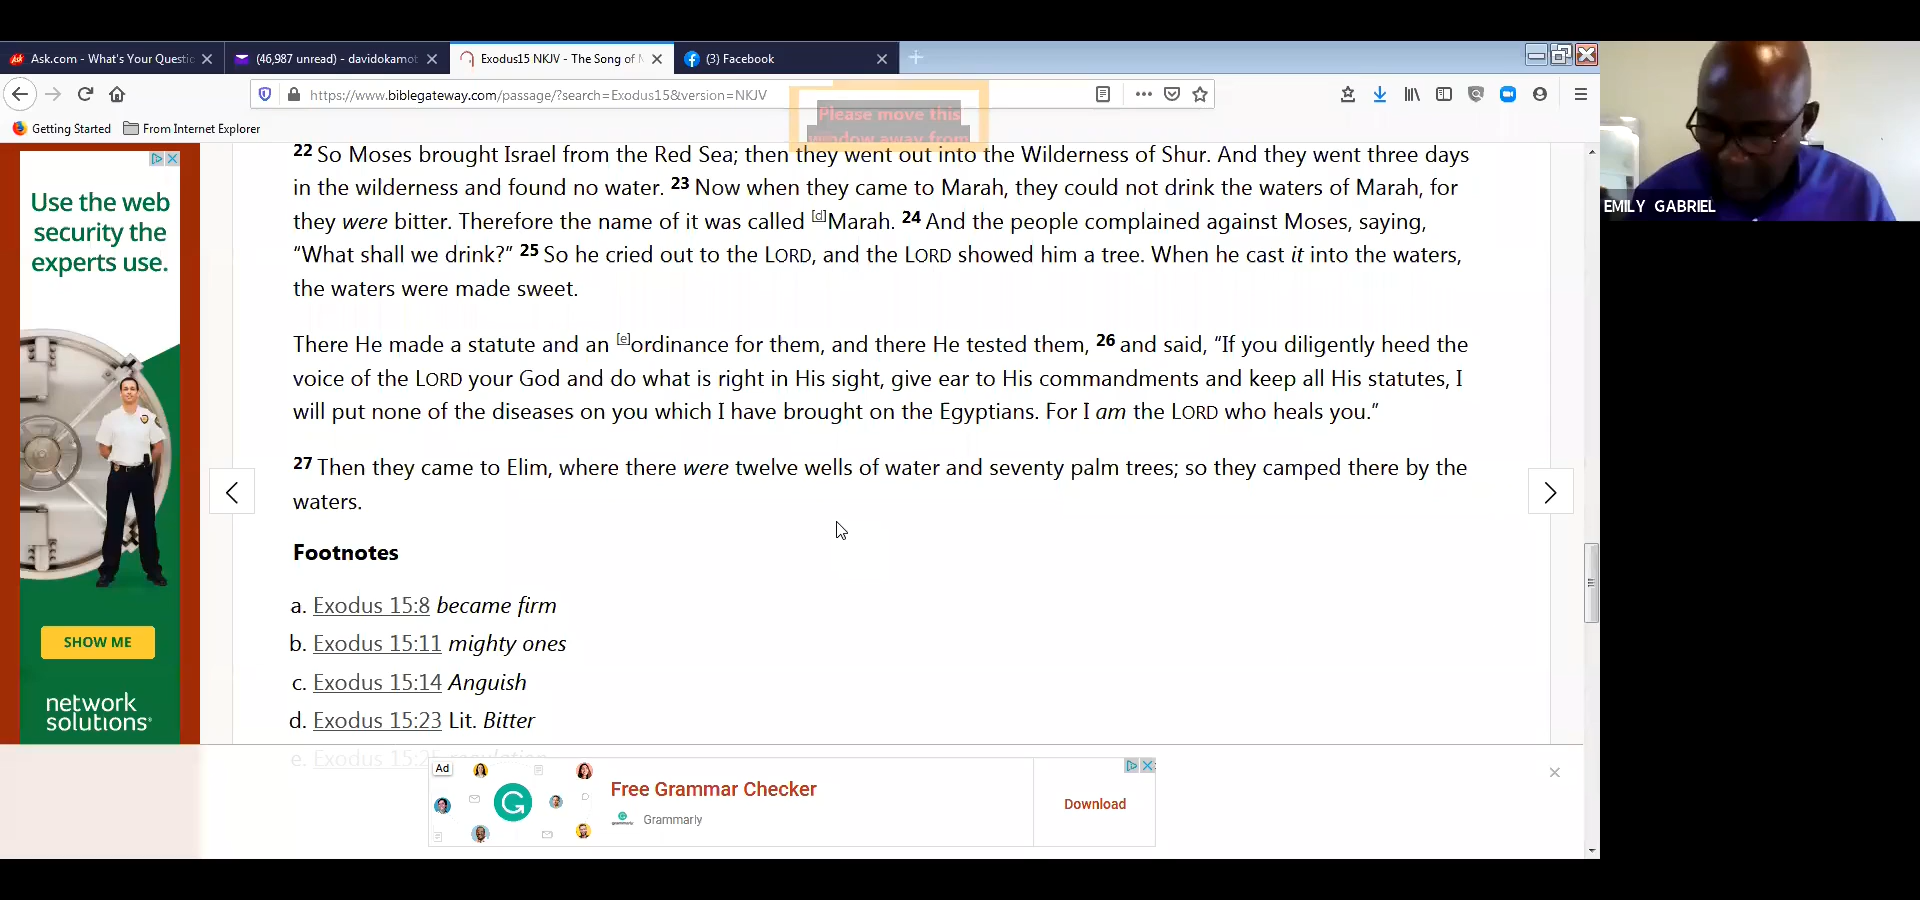 Ask.com - What's Your Questic
(46,987 unread) - davidokamot
Exodus15 NKJV - The Song of M
(3) Facebook
https://www.biblegateway.com/passage/?search=Exodus15&version=NKJV
Please move this
window away from
Getting Started
From Internet Explorer
22 So Moses brought Israel from the Red Sea; then they went out into the Wilderness of Shur. And they went three days
in the wilderness and found no water. 23 Now when they came to Marah, they could not drink the waters of Marah, for
they were bitter. Therefore the name of it was called [d]Marah. 24 And the people complained against Moses, saying,
“What shall we drink?” 25 So he cried out to the LORD, and the LORD showed him a tree. When he cast it into the waters,
the waters were made sweet.
There He made a statute and an [e]ordinance for them, and there He tested them, 26 and said, “If you diligently heed the
voice of the LORD your God and do what is right in His sight, give ear to His commandments and keep all His statutes, I
will put none of the diseases on you which I have brought on the Egyptians. For I am the LORD who heals you.”
27 Then they came to Elim, where there were twelve wells of water and seventy palm trees; so they camped there by the
waters.
Footnotes
a. Exodus 15:8 became firm
b. Exodus 15:11 mighty ones
c. Exodus 15:14 Anguish
d. Exodus 15:23 Lit. Bitter
e. Exodus 15:25 regulation
Use the web
security the
experts use.
SHOW ME
network
solutions
Ad
Free Grammar Checker
Grammarly
Download
EMILY GABRIEL